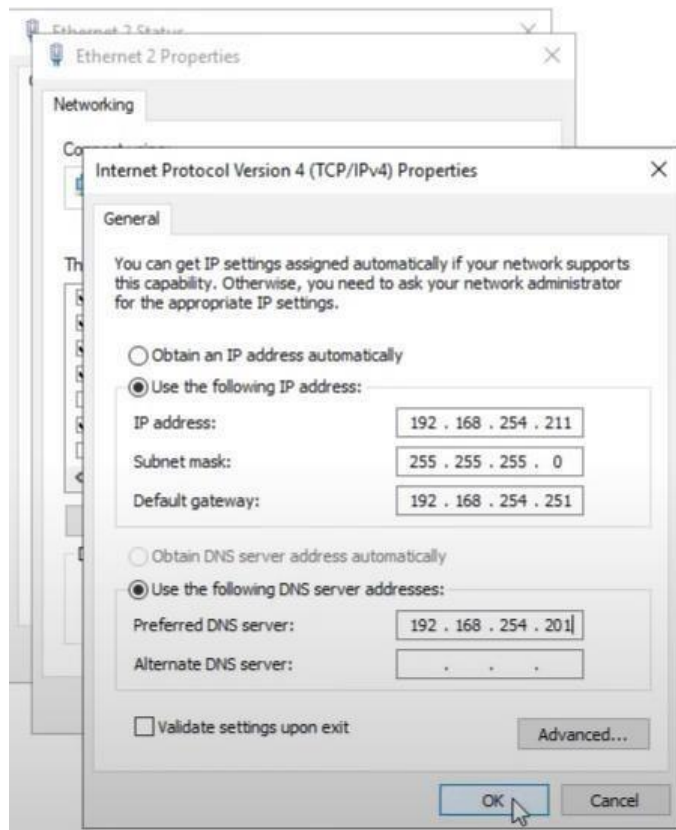 Ethernet 2 Status
Ethernet 2 Properties
Networking
Internet Protocol Version 4 (TCP/IPv4) Properties
General
You can get IP settings assigned automatically if your network supports
this capability. Otherwise, you need to ask your network administrator
for the appropriate IP settings.
Obtain an IP address automatically
Use the following IP address:
IP address: 192 . 168 . 254 . 211
Subnet mask: 255 . 255 . 255 . 0
Default gateway: 192 . 168 . 254 . 251
Obtain DNS server address automatically
Use the following DNS server addresses:
Preferred DNS server: 192 . 168 . 254 . 201
Alternate DNS server: . . .
Validate settings upon exit
Advanced...
OK Cancel